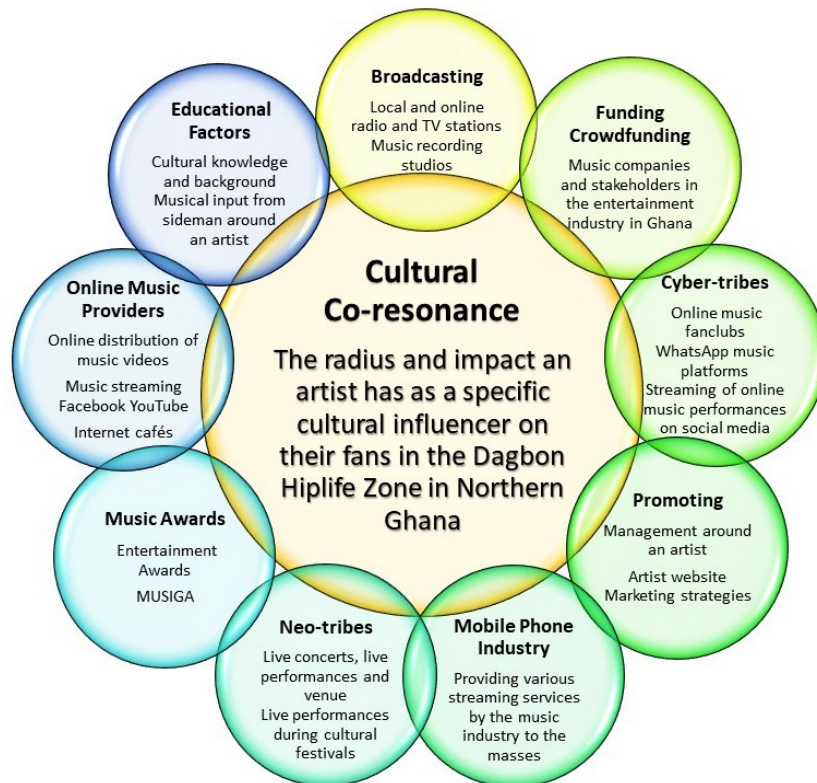 Broadcasting
Local and online
radio and TV stations
Music recording
studios
Funding
Crowdfunding
Music companies
and stakeholders in
the entertainment
industry in Ghana
Cyber-tribes
Online music
fanclubs
WhatsApp music
platforms
Streaming of online
music performances
on social media
Promoting
Management around
an artist
Artist website
Marketing strategies
Mobile Phone
Industry
Providing various
streaming services
by the music
industry to the
masses
Neo-tribes
Live concerts, live
performances and
venue
Live performances
during cultural
festivals
Music Awards
Entertainment
Awards
MUSIGA
Online Music
Providers
Online distribution of
music videos
Music streaming
Facebook YouTube
Internet cafés
Educational
Factors
Cultural knowledge
and background
Musical input from
sideman around
an artist
Cultural
Co-resonance
The radius and impact an
artist has as a specific
cultural influencer on
their fans in the Dagbon
Hiplife Zone in Northern
Ghana